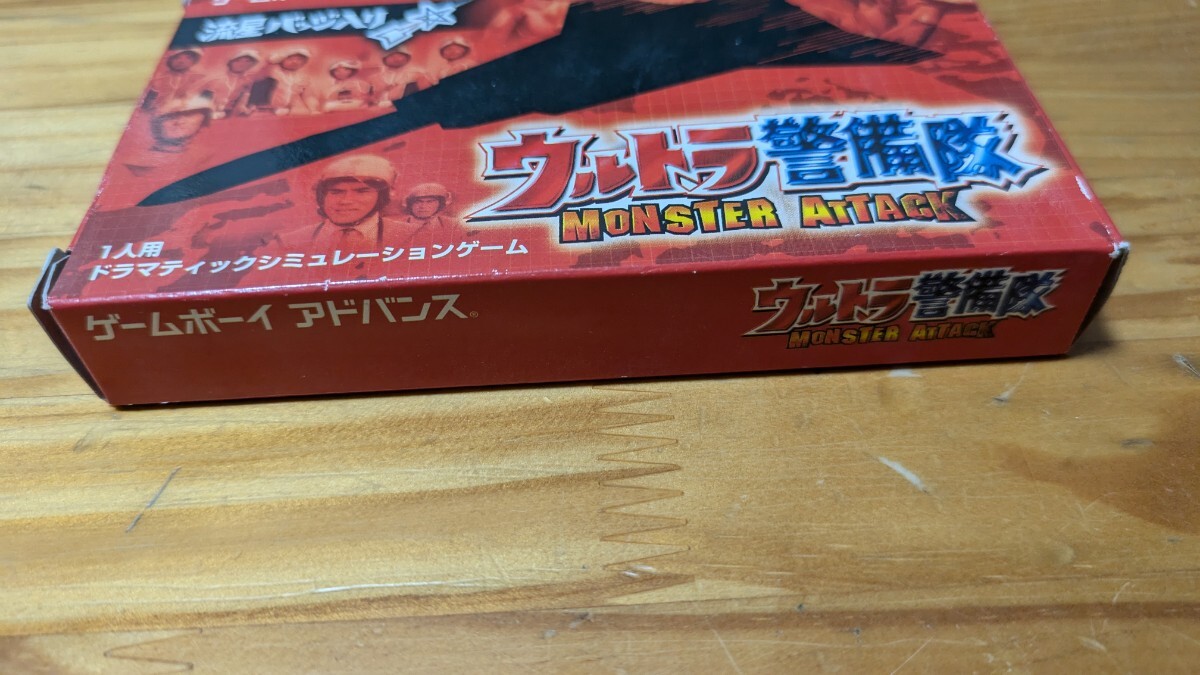 流星バッジ入り
ウルトラ警備隊
MONSTER ATTACK
1人用
ドラマティックシミュレーションゲーム
ゲームボーイ アドバンス®
ウルトラ警備隊
MONSTER ATTACK